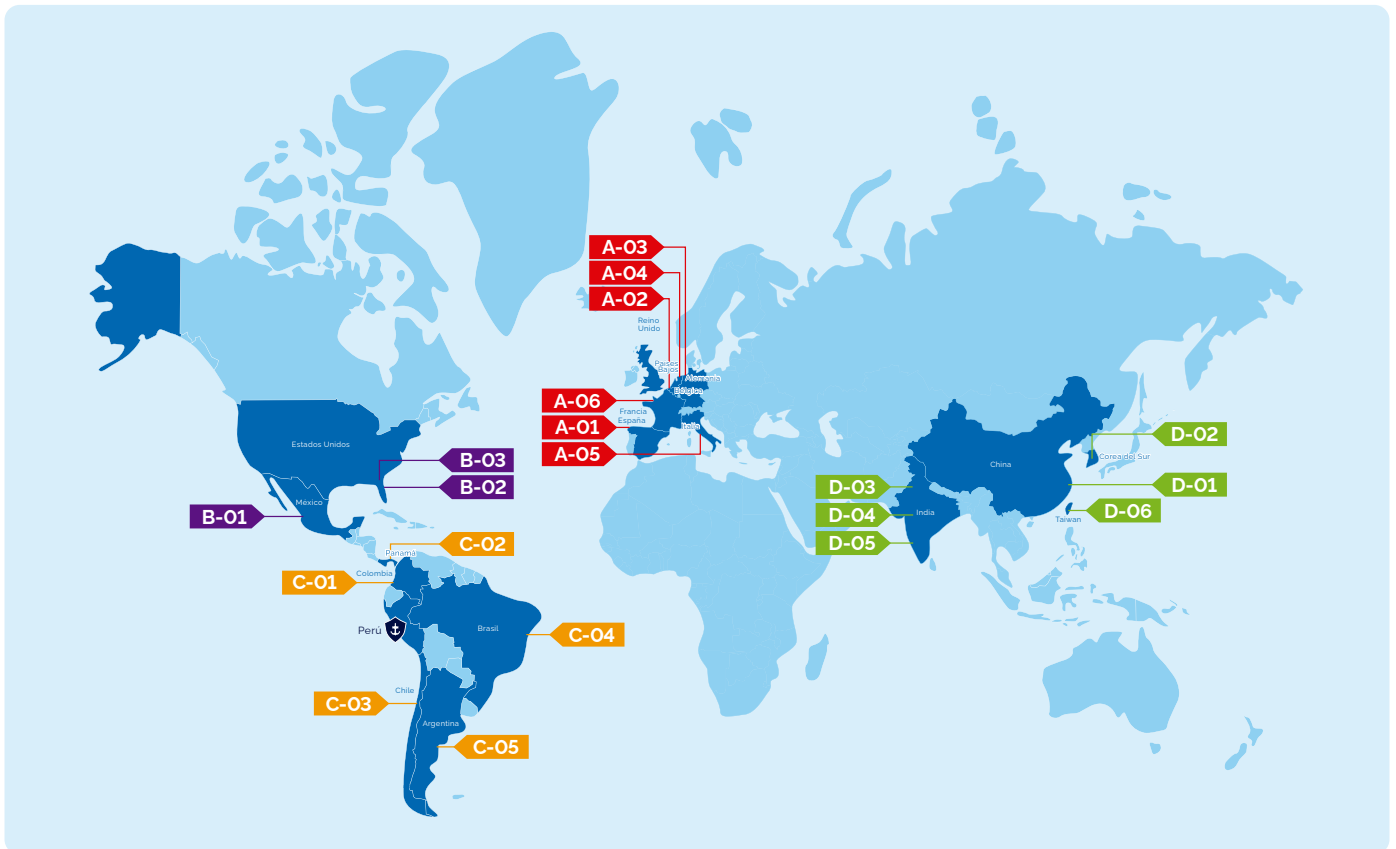 A-03
A-04
A-02
Reino
Unido
Países
Bajos
Alemania
Bélgica
A-06
Francia
España
A-01
Italia
A-05
Estados Unidos
B-03
B-02
México
B-01
D-02
Corea del Sur
China
D-03
D-01
India
D-04
D-06
Taiwan
D-05
C-02
Panamá
Colombia
C-01
Perú
Brasil
C-04
Chile
C-03
Argentina
C-05